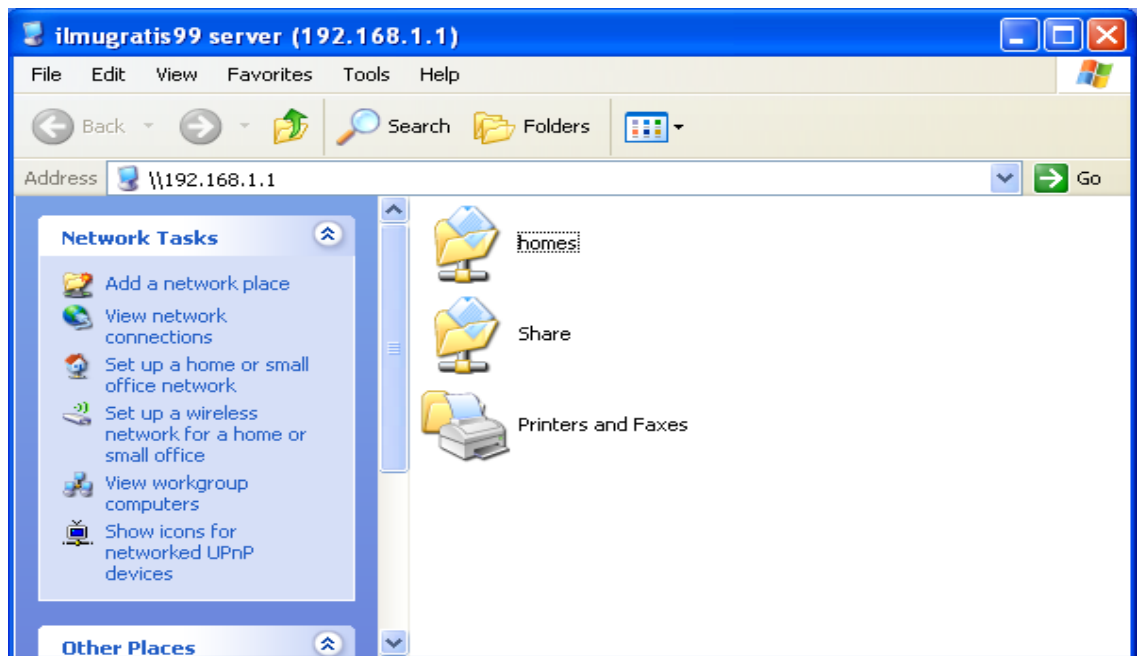 ilmugratis99 server (192.168.1.1)
File Edit View Favorites Tools Help
Back Search Folders
Address \\192.168.1.1 Go
Network Tasks
Add a network place
View network
connections
Set up a home or small
office network
Set up a wireless
network for a home or
small office
View workgroup
computers
Show icons for
networked UPnP
devices
Other Places
homes
Share
Printers and Faxes